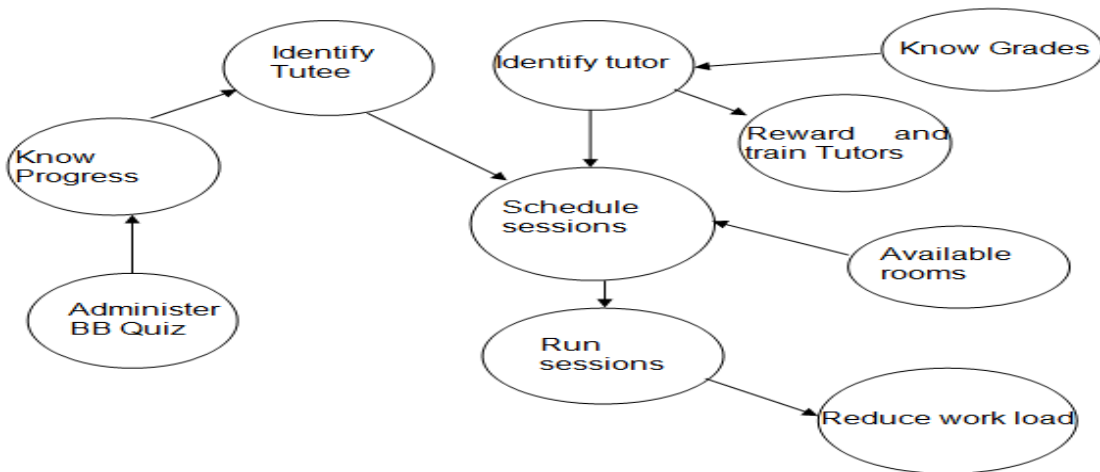 Identify
Tutee
Identify tutor
Know Grades
Reward and
train Tutors
Know
Progress
Schedule
sessions
Available
rooms
Administer
BB Quiz
Run
sessions
Reduce work load